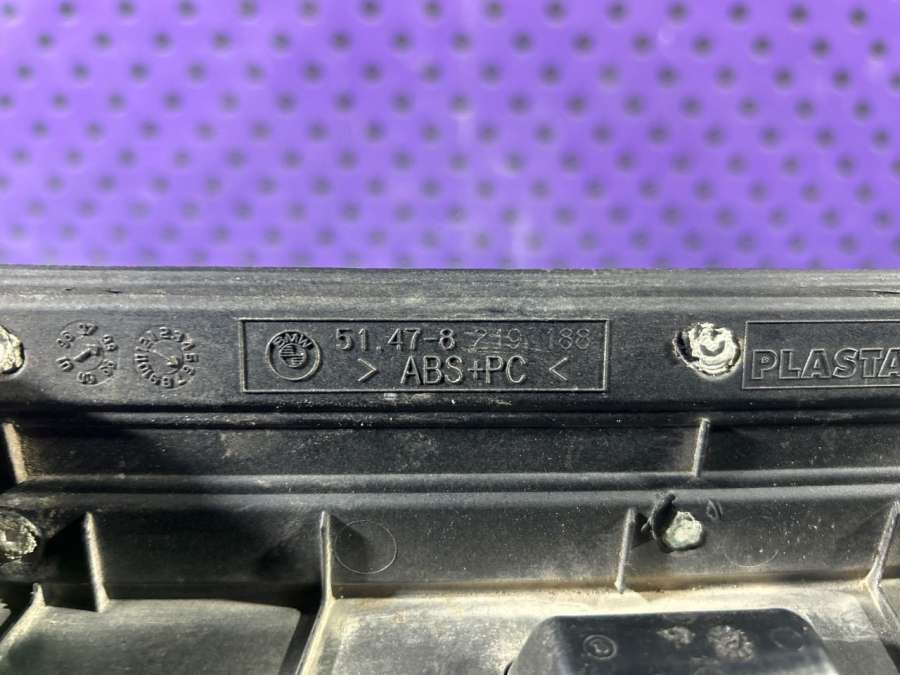 BMW
51.47-8 219 188
> ABS+PC <
PLASTA